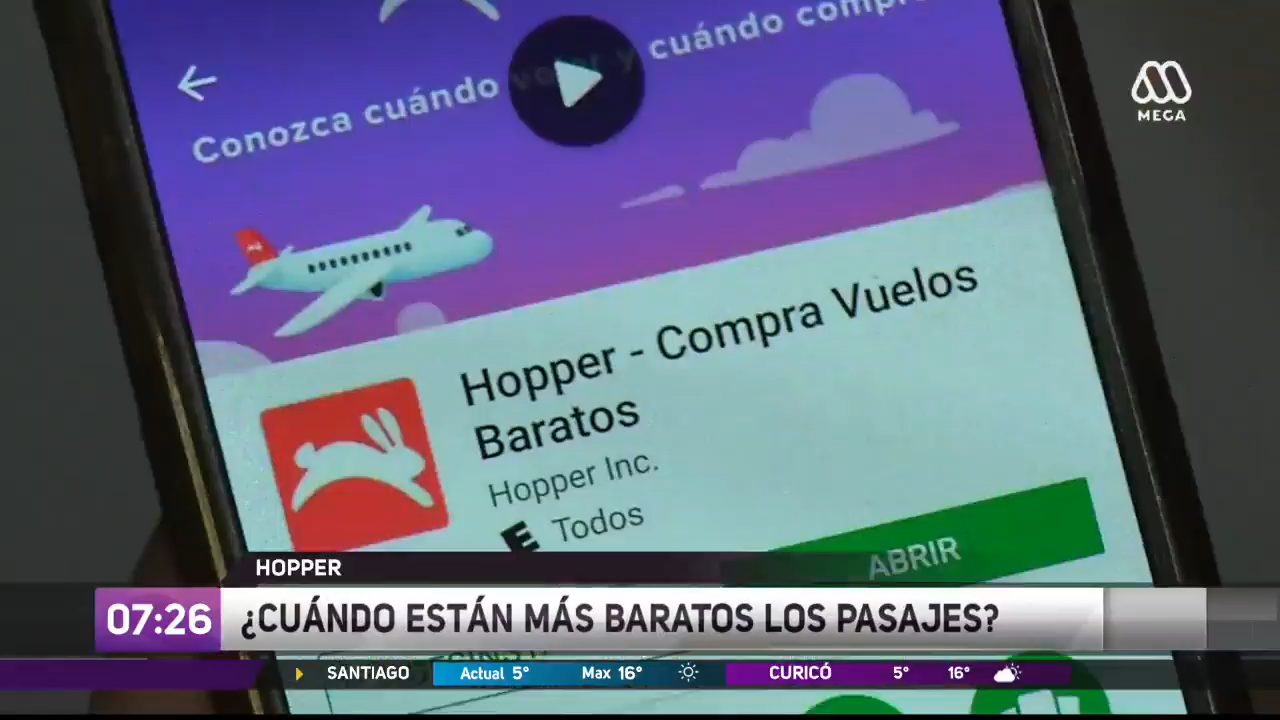 Conozca cuándo volar y cuándo
MEGA
Hopper - Compra Vuelos
Baratos
Hopper Inc.
E Todos
ABRIR
HOPPER
07:26
¿CUÁNDO ESTÁN MÁS BARATOS LOS PASAJES?
SANTIAGO Actual 5° Max 16° CURICÓ 5° 16°